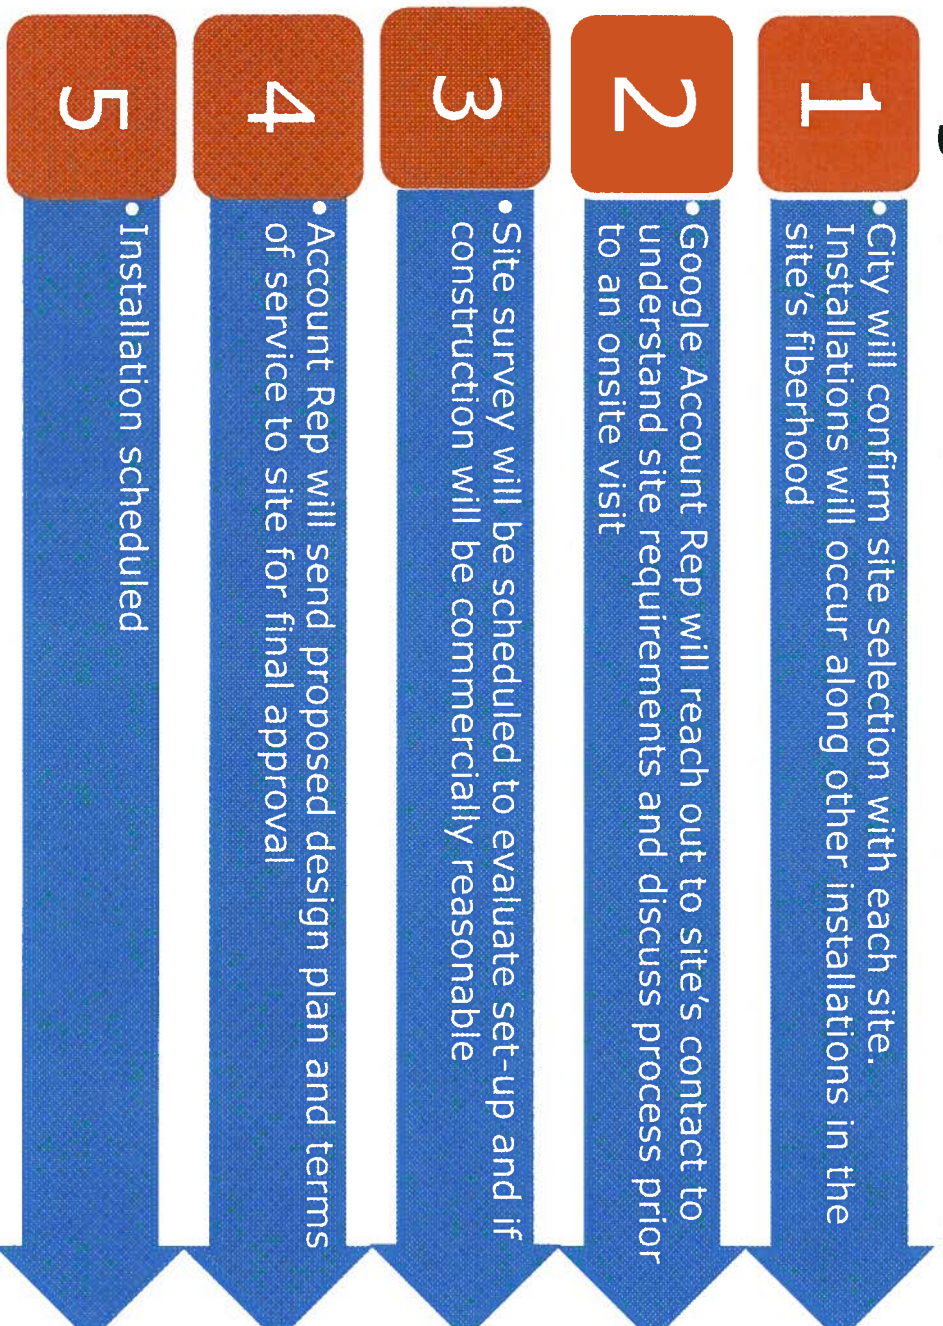 1
• City will confirm site selection with each site.
Installations will occur along other installations in the
site's fiberhood
2
• Google Account Rep will reach out to site's contact to
understand site requirements and discuss process prior
to an onsite visit
3
• Site survey will be scheduled to evaluate set-up and if
construction will be commercially reasonable
4
• Account Rep will send proposed design plan and terms
of service to site for final approval
5
• Installation scheduled